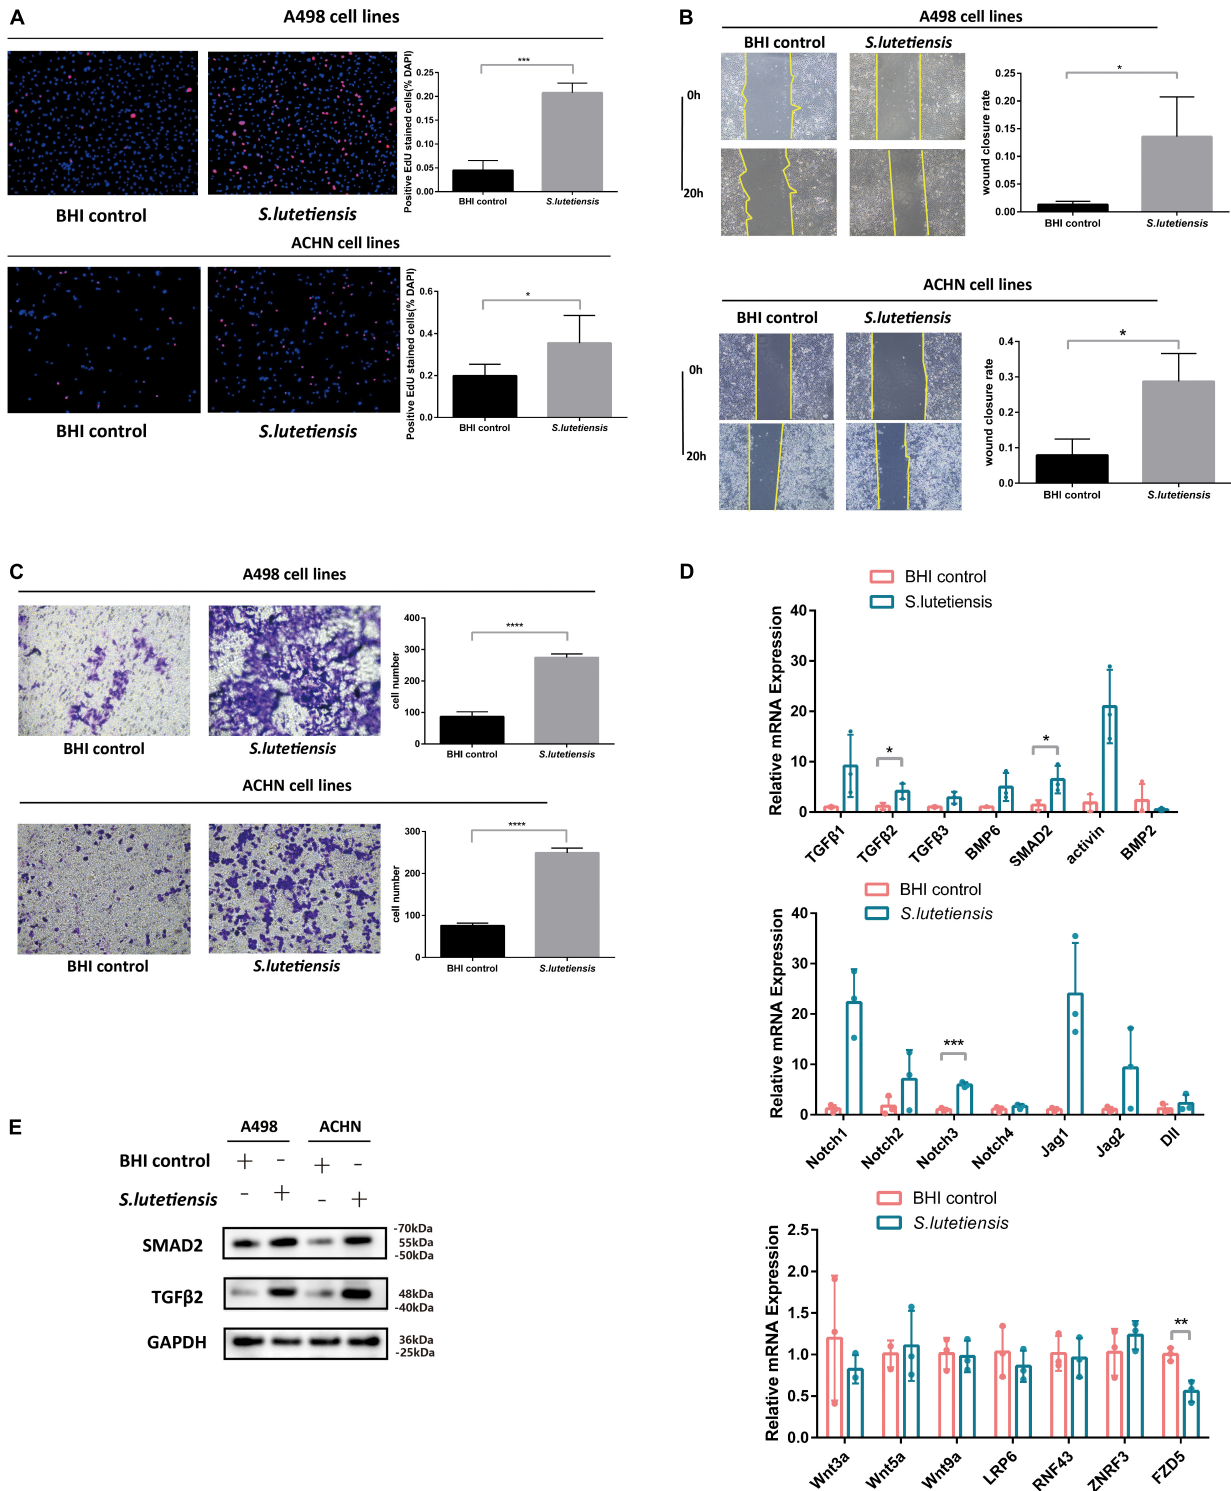 A
A498 cell lines
BHI control
S.lutetiensis
Positive EdU stained cells(% DAPI)
0.25
0.20
0.15
0.10
0.05
0.00
***
BHI control
S.lutetiensis
ACHN cell lines
BHI control
S.lutetiensis
Positive EdU stained cells(% DAPI)
0.6
0.4
0.2
0.0
*
BHI control
S.lutetiensis
B
A498 cell lines
BHI control
S.lutetiensis
0h
20h
wound closure rate
0.25
0.20
0.15
0.10
0.05
0.00
*
BHI control
S.lutetiensis
ACHN cell lines
BHI control
S.lutetiensis
0h
20h
wound closure rate
0.4
0.3
0.2
0.1
0.0
*
BHI control
S.lutetiensis
C
A498 cell lines
BHI control
S.lutetiensis
cell number
400
300
200
100
0
****
BHI control
S.lutetiensis
ACHN cell lines
BHI control
S.lutetiensis
cell number
300
200
100
0
****
BHI control
S.lutetiensis
D
BHI control
S.lutetiensis
Relative mRNA Expression
40
30
20
10
0
*
*
TGFβ1
TGFβ2
TGFβ3
BMP6
SMAD2
activin
BMP2
BHI control
S.lutetiensis
Relative mRNA Expression
40
30
20
10
0
***
Notch1
Notch2
Notch3
Notch4
Jag1
Jag2
Dll
BHI control
S.lutetiensis
Relative mRNA Expression
2.5
2.0
1.5
1.0
0.5
0.0
**
Wnt3a
Wnt5a
Wnt9a
LRP6
RNF43
ZNRF3
FZD5
E
A498 ACHN
BHI control + - + -
S.lutetiensis - + - +
SMAD2
-70kDa
55kDa
-50kDa
TGFβ2
48kDa
-40kDa
GAPDH
36kDa
-25kDa